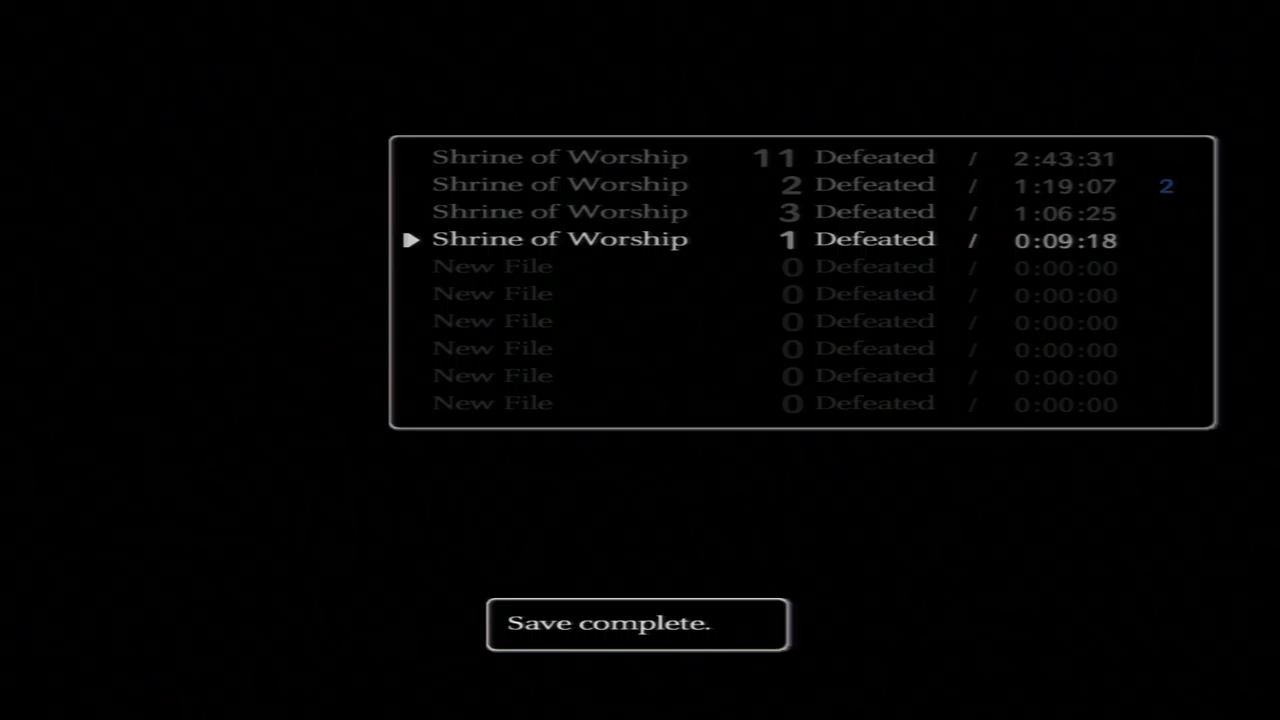 Shrine of Worship 11 Defeated / 2:43:31
Shrine of Worship 2 Defeated / 1:19:07 2
Shrine of Worship 3 Defeated / 1:06:25
Shrine of Worship 1 Defeated / 0:09:18
New File 0 Defeated / 0:00:00
New File 0 Defeated / 0:00:00
New File 0 Defeated / 0:00:00
New File 0 Defeated / 0:00:00
New File 0 Defeated / 0:00:00
New File 0 Defeated / 0:00:00
Save complete.